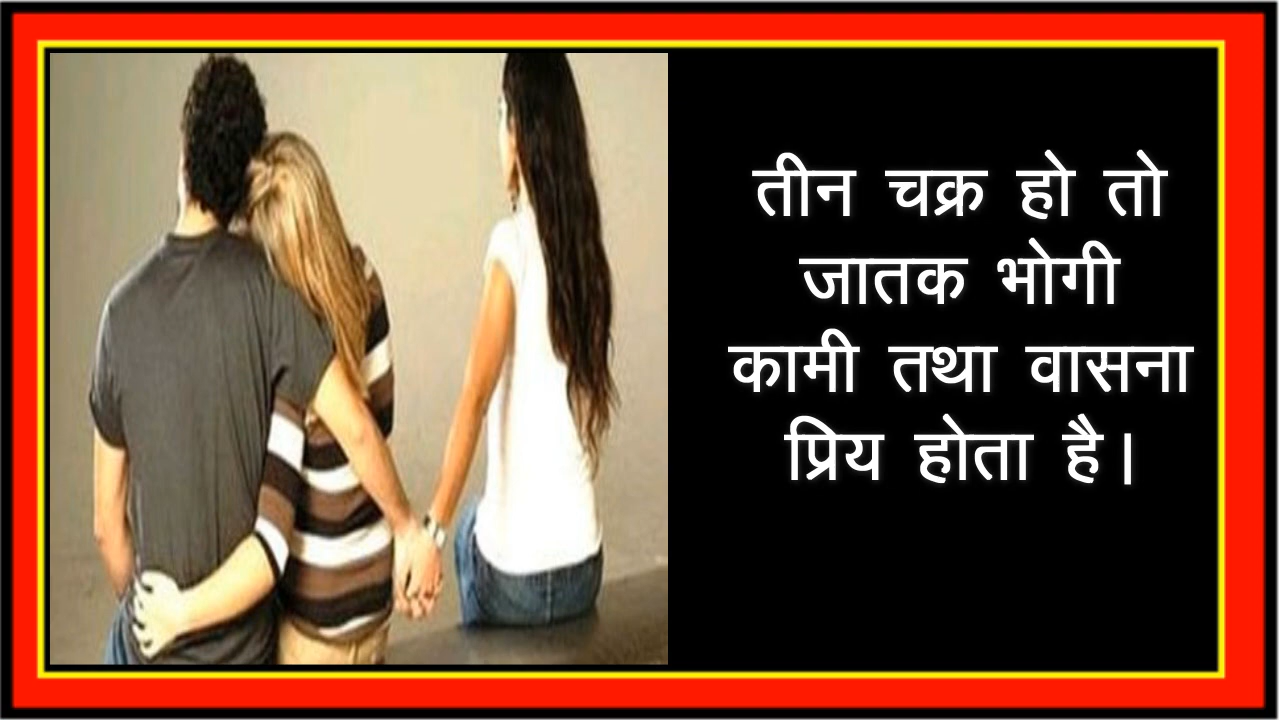 तीन चक्र हो तो
जातक भोगी
कामी तथा वासना
प्रिय होता है।